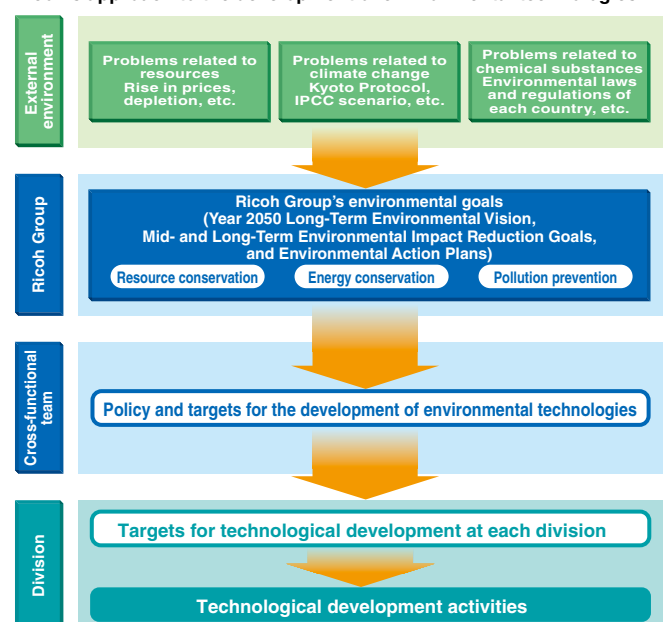 External
environment
Problems related to
resources
Rise in prices,
depletion, etc.
Problems related to
climate change
Kyoto Protocol,
IPCC scenario, etc.
Problems related to
chemical substances
Environmental laws
and regulations of
each country, etc.
Ricoh Group
Ricoh Group's environmental goals
(Year 2050 Long-Term Environmental Vision,
Mid- and Long-Term Environmental Impact Reduction Goals,
and Environmental Action Plans)
Resource conservation
Energy conservation
Pollution prevention
Cross-functional
team
Policy and targets for the development of environmental technologies
Division
Targets for technological development at each division
Technological development activities